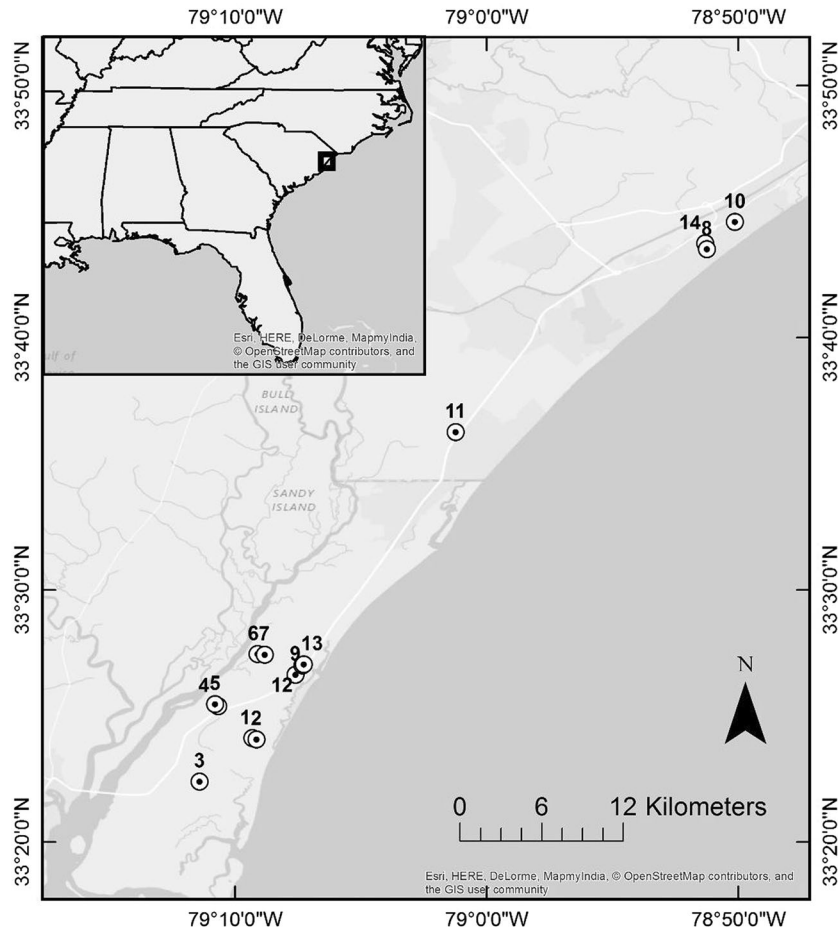 79°10'0"W 79°0'0"W 78°50'0"W
33°50'0"N
33°50'0"N
Esri, HERE, DeLorme, MapmyIndia,
© OpenStreetMap contributors, and
the GIS user community
ulf of
10
14 8
33°40'0"N
33°40'0"N
BULL
ISLAND
11
SANDY
ISLAND
33°30'0"N
33°30'0"N
67
13
9
12
45
12
3
N
0 6 12 Kilometers
33°20'0"N
33°20'0"N
Esri, HERE, DeLorme, MapmyIndia, © OpenStreetMap contributors, and
the GIS user community
79°10'0"W 79°0'0"W 78°50'0"W